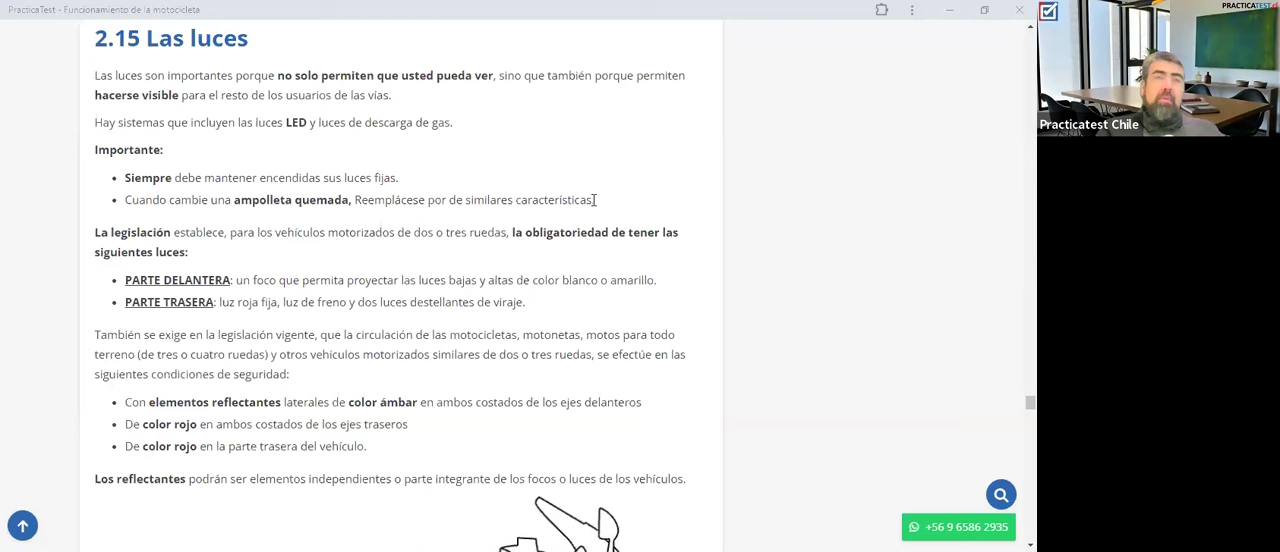 PracticaTest - Funcionamiento de la motocicleta
2.15 Las luces
Las luces son importantes porque no solo permiten que usted pueda ver, sino que también porque permiten
hacerse visible para el resto de los usuarios de las vías.
Hay sistemas que incluyen las luces LED y luces de descarga de gas.
Importante:
• Siempre debe mantener encendidas sus luces fijas.
• Cuando cambie una ampolleta quemada, Reemplácese por de similares características
La legislación establece, para los vehículos motorizados de dos o tres ruedas, la obligatoriedad de tener las
siguientes luces:
• PARTE DELANTERA: un foco que permita proyectar las luces bajas y altas de color blanco o amarillo.
• PARTE TRASERA: luz roja fija, luz de freno y dos luces destellantes de viraje.
También se exige en la legislación vigente, que la circulación de las motocicletas, motonetas, motos para todo
terreno (de tres o cuatro ruedas) y otros vehículos motorizados similares de dos o tres ruedas, se efectúe en las
siguientes condiciones de seguridad:
• Con elementos reflectantes laterales de color ámbar en ambos costados de los ejes delanteros
• De color rojo en ambos costados de los ejes traseros
• De color rojo en la parte trasera del vehículo.
Los reflectantes podrán ser elementos independientes o parte integrante de los focos o luces de los vehículos.
+56 9 6586 2935
PRACTICATEST.cl
Practicatest Chile